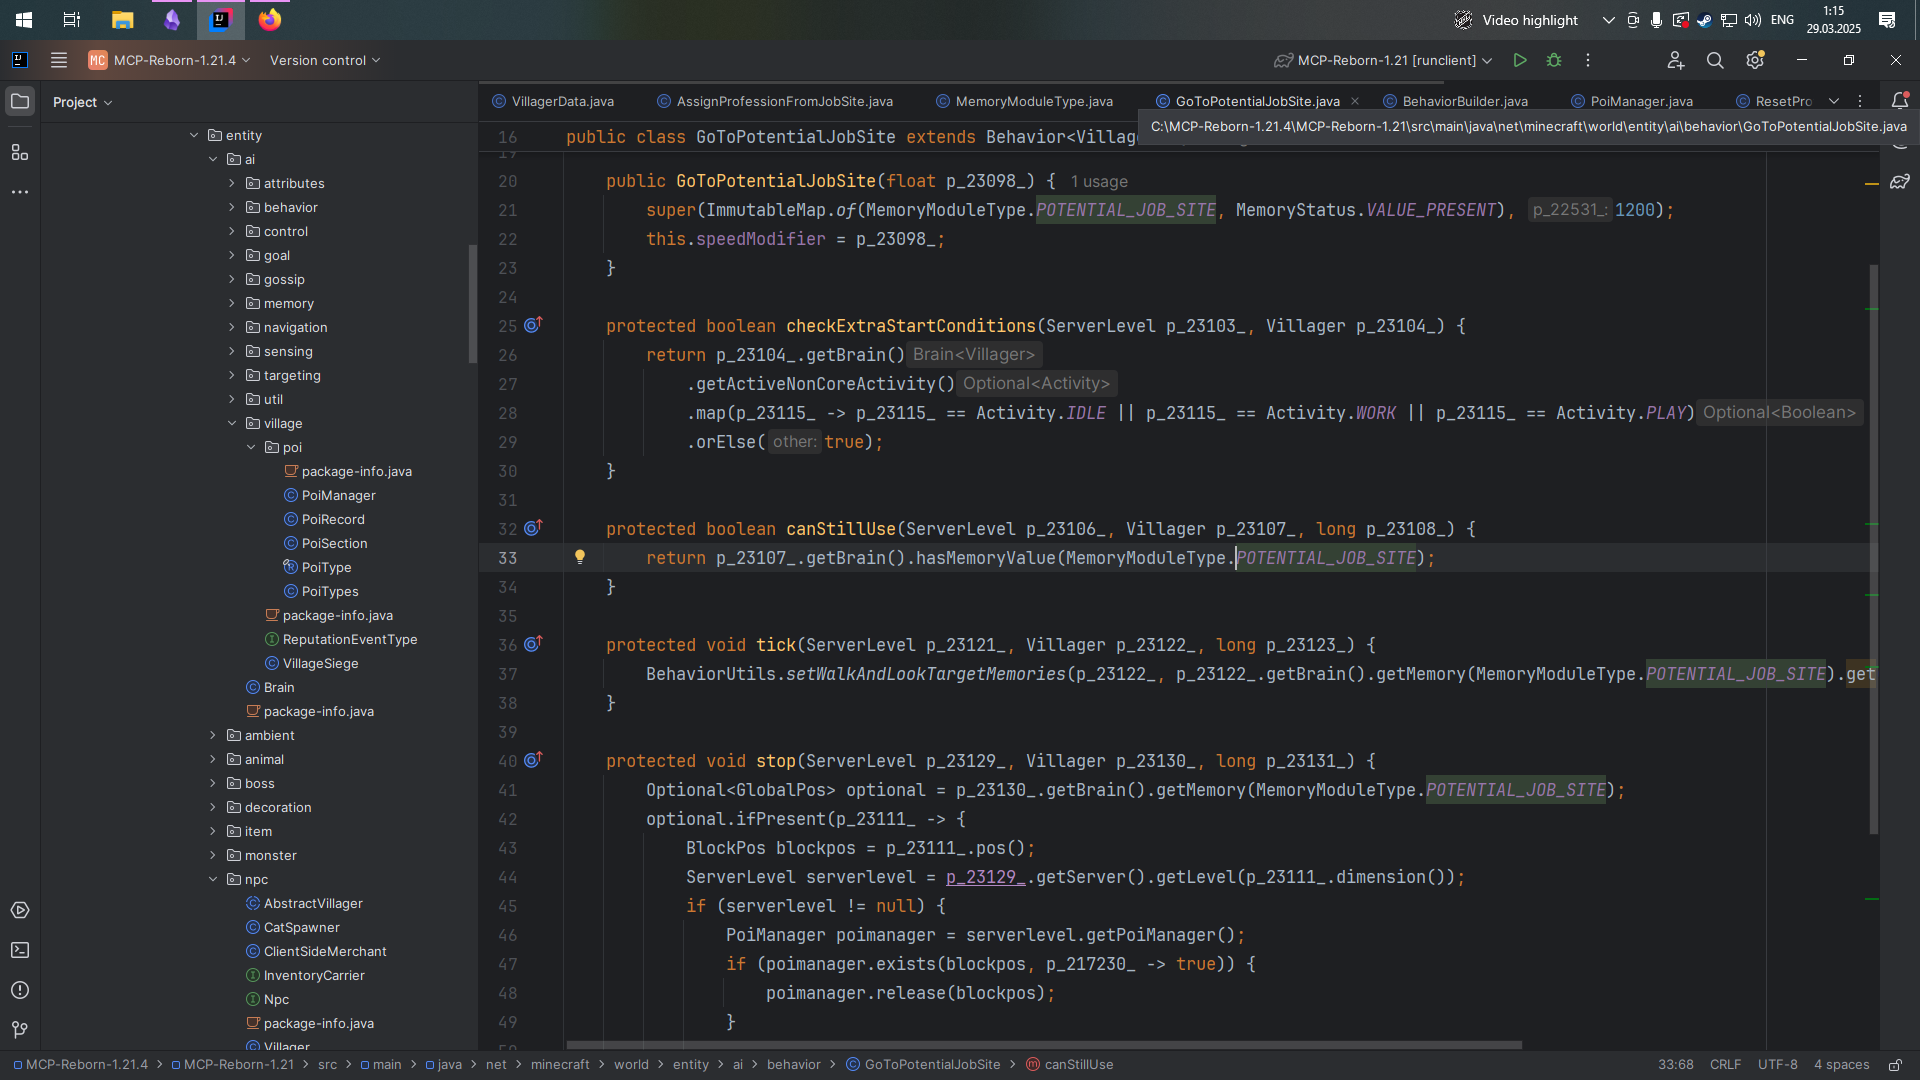 Video highlight
ENG
1:15
29.03.2025
MC MCP-Reborn-1.21.4
Version control
MCP-Reborn-1.21 [runclient]
Project
VillagerData.java
AssignProfessionFromJobSite.java
MemoryModuleType.java
GoToPotentialJobSite.java
BehaviorBuilder.java
PoiManager.java
ResetPro
C:\MCP-Reborn-1.21.4\MCP-Reborn-1.21\src\main\java\net\minecraft\world\entity\ai\behavior\GoToPotentialJobSite.java
entity
ai
attributes
behavior
control
goal
gossip
memory
navigation
sensing
targeting
util
village
poi
package-info.java
PoiManager
PoiRecord
PoiSection
PoiType
PoiTypes
package-info.java
ReputationEventType
VillageSiege
Brain
package-info.java
ambient
animal
boss
decoration
item
monster
npc
AbstractVillager
CatSpawner
ClientSideMerchant
InventoryCarrier
Npc
package-info.java
Villager
16 public class GoToPotentialJobSite extends Behavior<Villag
19
20 public GoToPotentialJobSite(float p_23098_) { 1 usage
21 super(ImmutableMap.of(MemoryModuleType.POTENTIAL_JOB_SITE, MemoryStatus.VALUE_PRESENT), p_22531_: 1200);
22 this.speedModifier = p_23098_;
23 }
24
25 protected boolean checkExtraStartConditions(ServerLevel p_23103_, Villager p_23104_) {
26 return p_23104_.getBrain() Brain<Villager>
27 .getActiveNonCoreActivity() Optional<Activity>
28 .map(p_23115_ -> p_23115_ == Activity.IDLE || p_23115_ == Activity.WORK || p_23115_ == Activity.PLAY) Optional<Boolean>
29 .orElse( other: true);
30 }
31
32 protected boolean canStillUse(ServerLevel p_23106_, Villager p_23107_, long p_23108_) {
33 return p_23107_.getBrain().hasMemoryValue(MemoryModuleType.POTENTIAL_JOB_SITE);
34 }
35
36 protected void tick(ServerLevel p_23121_, Villager p_23122_, long p_23123_) {
37 BehaviorUtils.setWalkAndLookTargetMemories(p_23122_, p_23122_.getBrain().getMemory(MemoryModuleType.POTENTIAL_JOB_SITE).get
38 }
39
40 protected void stop(ServerLevel p_23129_, Villager p_23130_, long p_23131_) {
41 Optional<GlobalPos> optional = p_23130_.getBrain().getMemory(MemoryModuleType.POTENTIAL_JOB_SITE);
42 optional.ifPresent(p_23111_ -> {
43 BlockPos blockpos = p_23111_.pos();
44 ServerLevel serverlevel = p_23129_.getServer().getLevel(p_23111_.dimension());
45 if (serverlevel != null) {
46 PoiManager poimanager = serverlevel.getPoiManager();
47 if (poimanager.exists(blockpos, p_217230_ -> true)) {
48 poimanager.release(blockpos);
49 }
MCP-Reborn-1.21.4 > MCP-Reborn-1.21 > src > main > java > net > minecraft > world > entity > ai > behavior > GoToPotentialJobSite > canStillUse
33:68 CRLF UTF-8 4 spaces